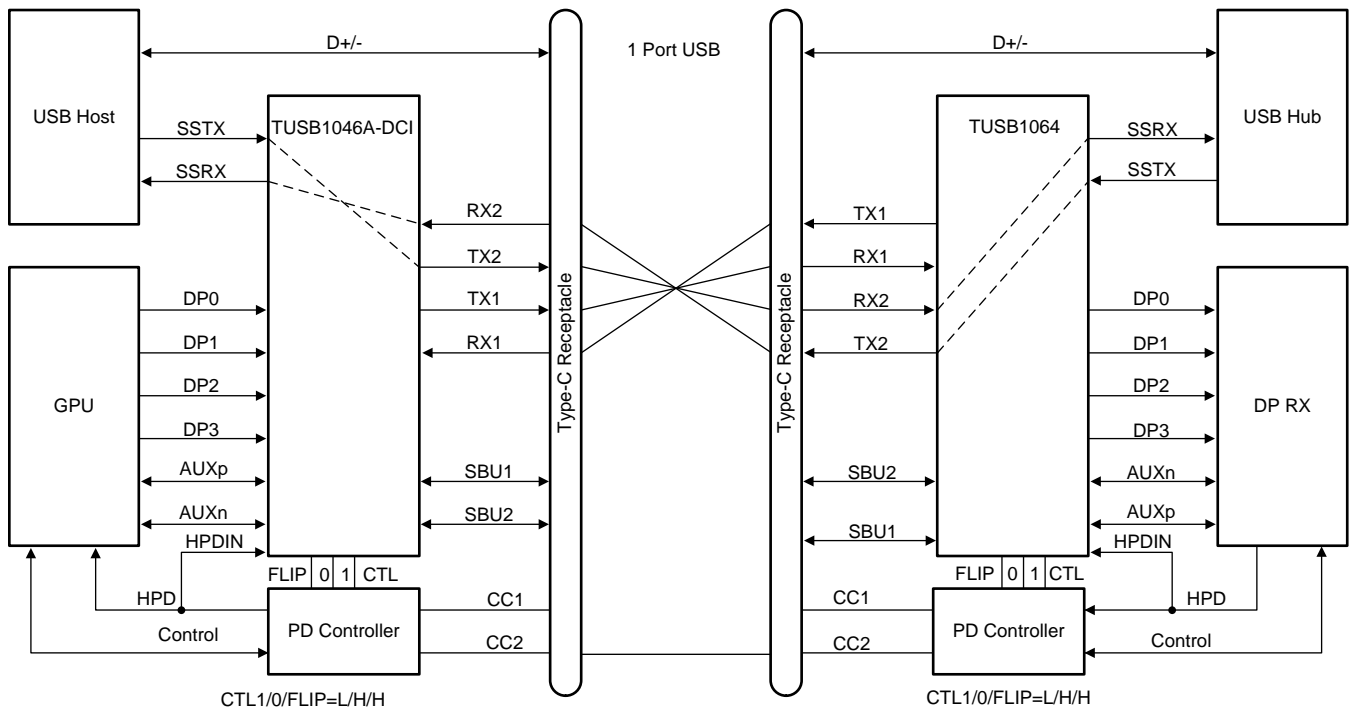 D+/-
1 Port USB
D+/-
USB Host
TUSB1046A-DCI
TUSB1064
USB Hub
SSTX
SSRX
SSRX
SSTX
RX2
TX2
TX1
RX1
TX1
RX1
RX2
TX2
Type-C Receptacle
Type-C Receptacle
GPU
DP0
DP1
DP2
DP3
AUXp
AUXn
HPDIN
DP RX
DP0
DP1
DP2
DP3
AUXn
AUXp
HPDIN
SBU1
SBU2
SBU2
SBU1
FLIP 0 1 CTL
FLIP 0 1 CTL
HPD
Control
PD Controller
CC1
CC2
CC1
CC2
PD Controller
HPD
Control
CTL1/0/FLIP=L/H/H
CTL1/0/FLIP=L/H/H